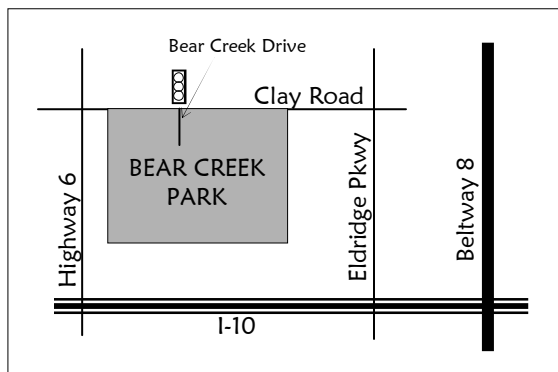 Bear Creek Drive
Clay Road
BEAR CREEK
PARK
Highway 6
Eldridge Pkwy
Beltway 8
I-10